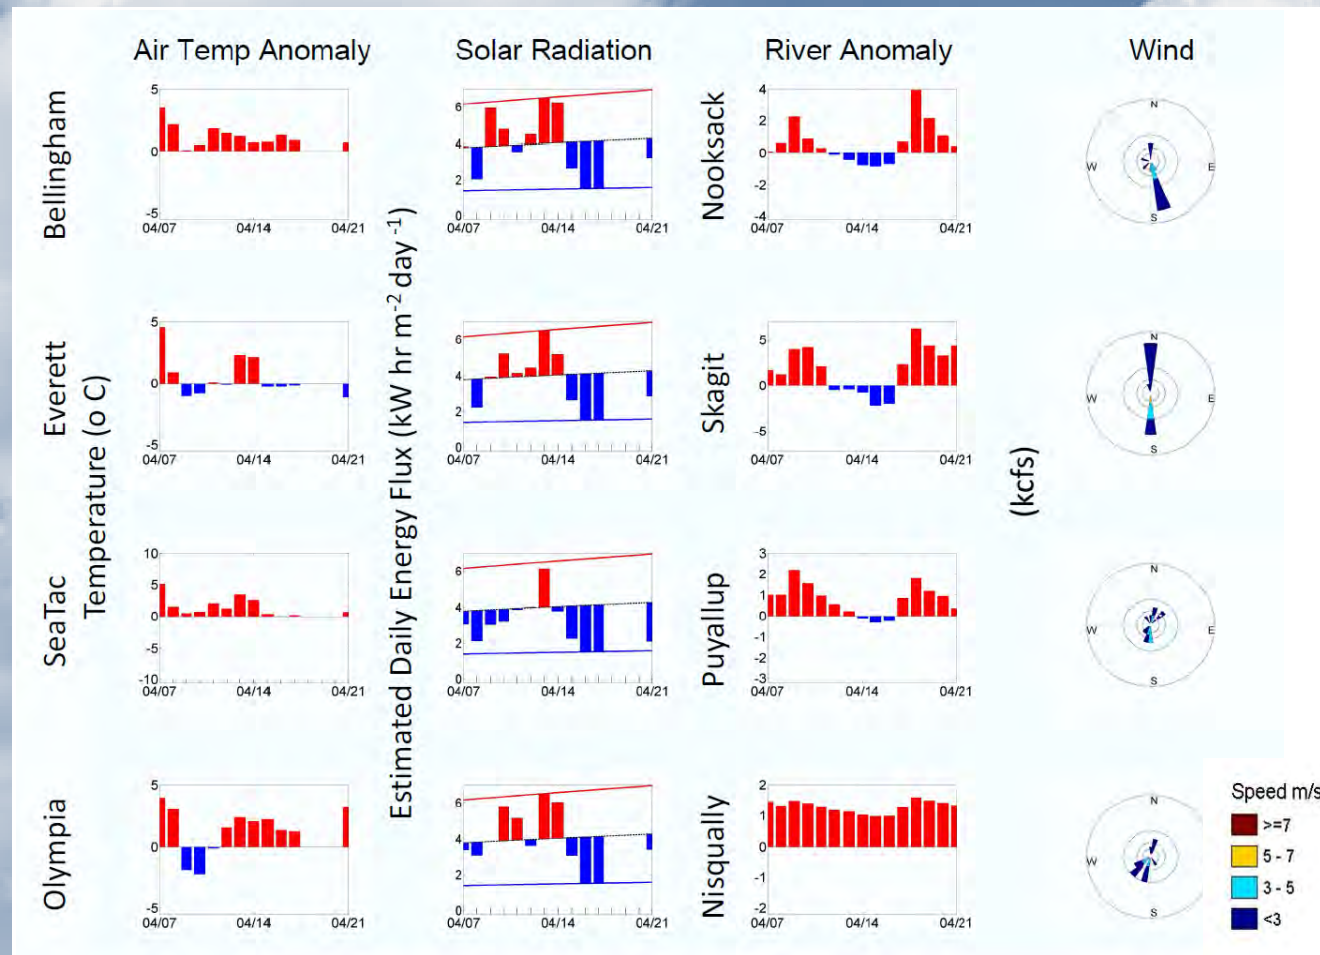 Air Temp Anomaly
Solar Radiation
River Anomaly
Wind
Bellingham
5
0
-5
04/07
04/14
04/21
6
4
2
0
04/07
04/14
04/21
Nooksack
4
2
0
-2
-4
04/07
04/14
04/21
N
W
E
S
Everett
5
0
-5
04/07
04/14
04/21
6
4
2
0
04/07
04/14
04/21
Skagit
5
0
-5
04/07
04/14
04/21
N
W
E
S
Temperature (o C)
Estimated Daily Energy Flux (kW hr m-2 day -1)
(kcfs)
SeaTac
10
5
0
-5
-10
04/07
04/14
04/21
6
4
2
0
04/07
04/14
04/21
Puyallup
3
2
1
0
-1
-2
-3
04/07
04/14
04/21
N
W
E
S
Olympia
5
0
-5
04/07
04/14
04/21
6
4
2
0
04/07
04/14
04/21
Nisqually
2
1
0
-1
-2
04/07
04/14
04/21
N
W
E
S
Speed m/s
>=7
5 - 7
3 - 5
<3